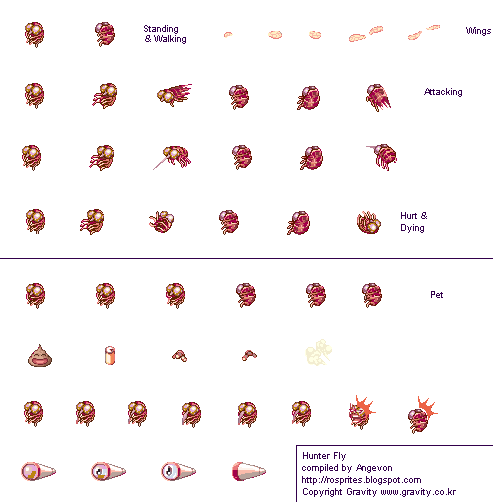 Standing
& Walking
Wings
Attacking
Hurt &
Dying
Pet
Hunter Fly
compiled by Angevon
http://rosprites.blogspot.com
Copyright Gravity www.gravity.co.kr